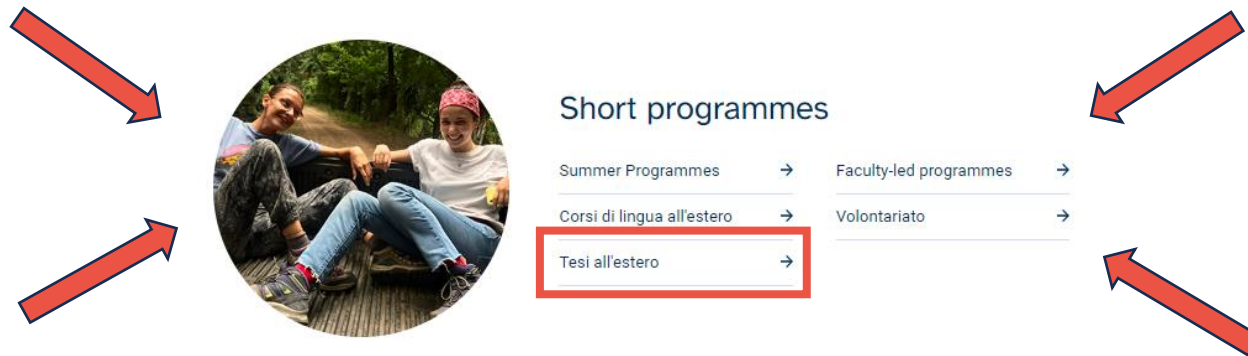 Short programmes
Summer Programmes
Faculty-led programmes
Corsi di lingua all'estero
Volontariato
Tesi all'estero